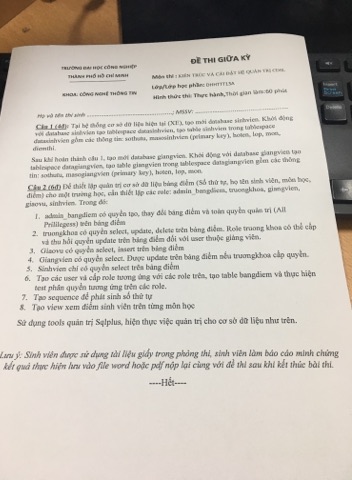 TRƯỜNG ĐẠI HỌC CÔNG NGHIỆP
THÀNH PHỐ HỒ CHÍ MINH
KHOA: CÔNG NGHỆ THÔNG TIN
ĐỀ THI GIỮA KỲ
Môn thi : KIẾN TRÚC VÀ CÀI ĐẶT HỆ QUẢN TRỊ CSDL
Lớp/Lớp học phần: DHHTTT13A
Hình thức thi: Thực hành,Thời gian làm:60 phút
Họ và tên thí sinh: MSSV:
Câu 1 (4đ): Tại hệ thống cơ sở dữ liệu hiện tại (XE), tạo mới database sinhvien. Khởi động
với database sinhvien tạo tablespace datasinhvien, tạo table sinhvien trong tablespace
datasinhvien gồm các thông tin: sothutu, masosinhvien (primary key), hoten, lop, mon,
diemthi.
Sau khi hoàn thành câu 1, tạo mới database giangvien. Khởi động với database giangvien tạo
tablespace datagiangvien, tạo table giangvien trong tablespace datagiangvien gồm các thông
tin: sothutu, masogiangvien (primary key), hoten, lop, mon.
Câu 2 (6đ) Để thiết lập quản trị cơ sở dữ liệu bảng điểm (Số thứ tự, họ tên sinh viên, môn học,
điểm) cho một trường học, cần thiết lập các role: admin_bangdiem, truongkhoa, giangvien,
giaovu, sinhvien. Trong đó:
1. admin_bangdiem có quyền tạo, thay đổi bảng điểm và toàn quyền quản trị (All
Prillilegess) trên bảng điểm
2. truongkhoa có quyền select, update, delete trên bảng điểm. Role truong khoa có thể cấp
và thu hồi quyền update trên bảng điểm đối với user thuộc giảng viên.
3. Giaovu có quyền select, insert trên bảng điểm
4. Giangvien có quyền select. Được update trên bảng điểm nếu truongkhoa cấp quyền.
5. Sinhvien chỉ có quyền select trên bảng điểm
6. Tạo các user và cấp role tương ứng với các role trên, tạo table bangdiem và thực hiện
test phân quyền tương ứng trên các role.
7. Tạo sequence để phát sinh số thứ tự
8. Tạo view xem điểm sinh viên trên từng môn học
Sử dụng tools quản trị Sqlplus, hiện thực việc quản trị cho cơ sở dữ liệu như trên.
Lưu ý: Sinh viên được sử dụng tài liệu giấy trong phòng thi, sinh viên làm báo cáo minh chứng
kết quả thực hiện lưu vào file word hoặc pdf nộp lại cùng với đề thi sau khi kết thúc bài thi.
----Hết----